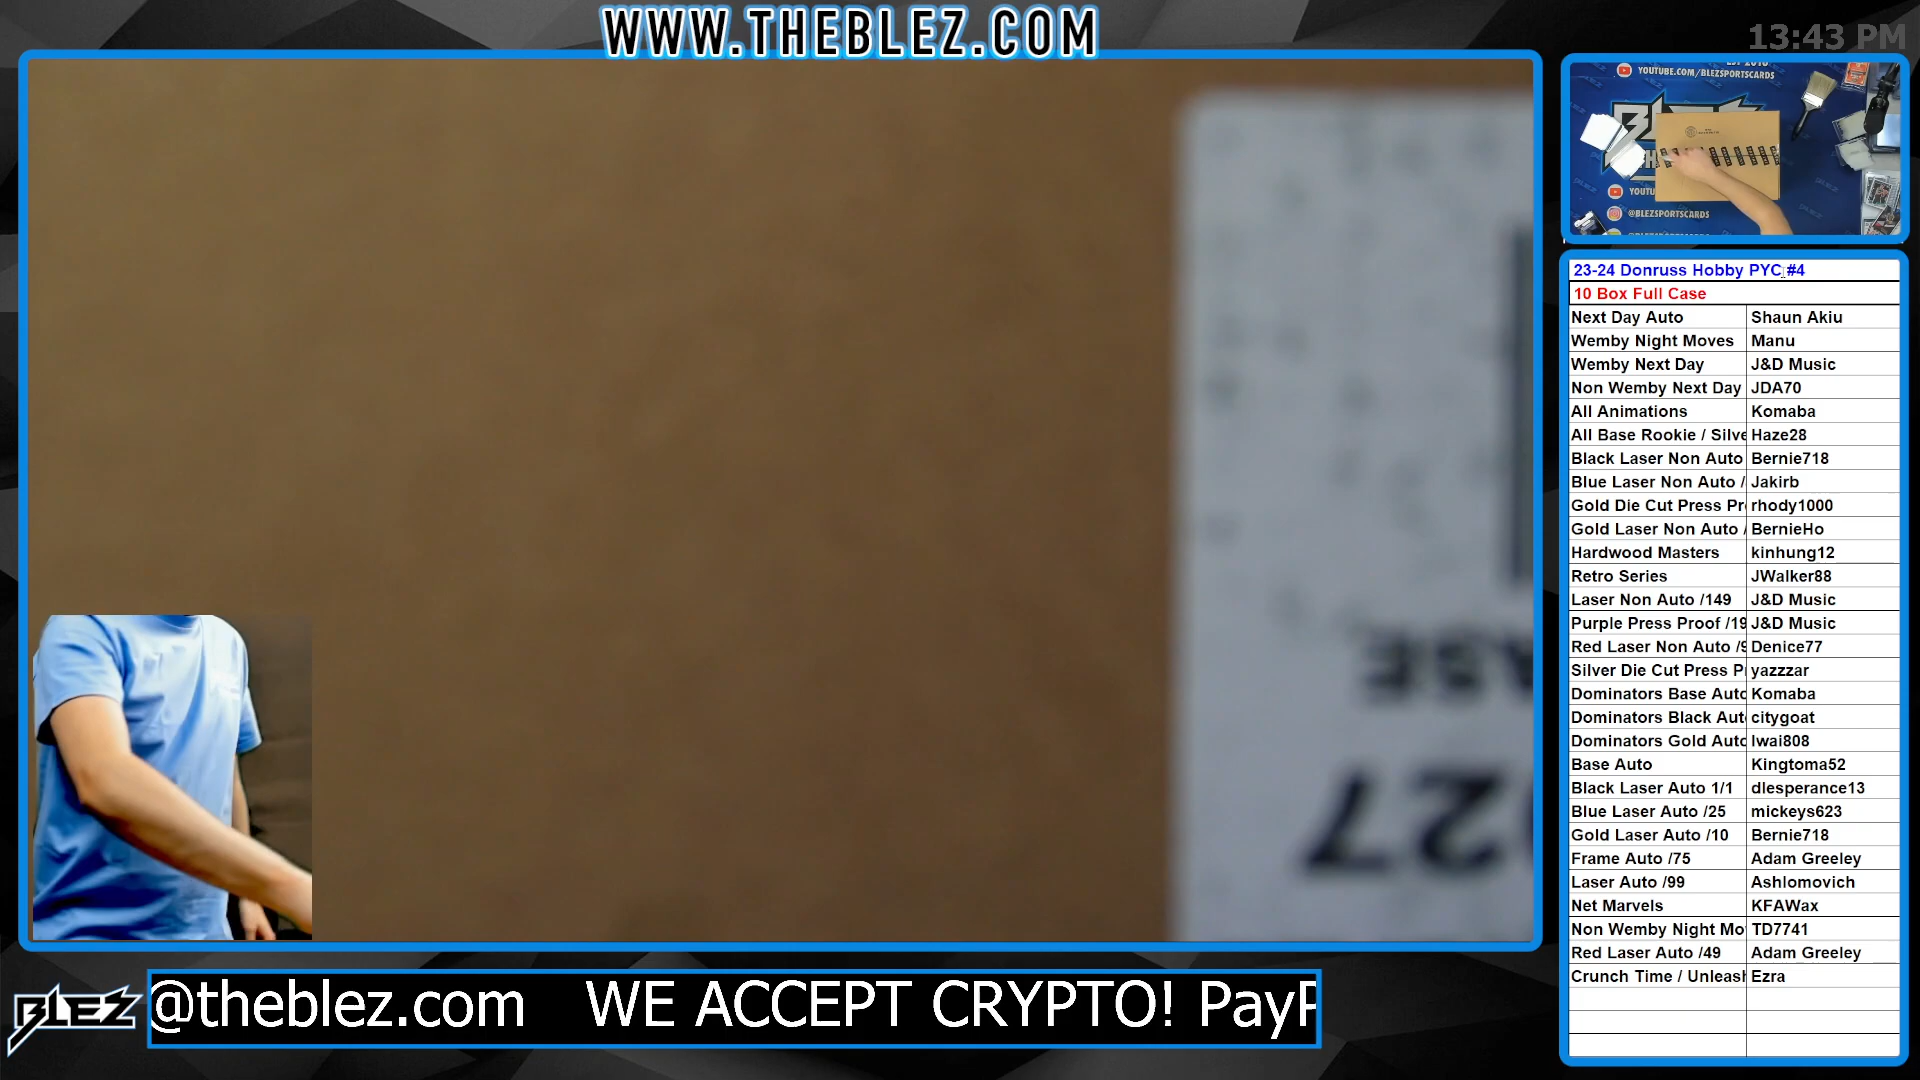 WWW.THEBLEZ.COM
13:43 PM
YOUTUBE.COM/BLEZSPORTSCARDS
@BLEZSPORTSCARDS
27
23-24 Donruss Hobby PYC #4
10 Box Full Case
Next Day Auto Shaun Akiu
Wemby Night Moves Manu
Wemby Next Day J&D Music
Non Wemby Next Day JDA70
All Animations Komaba
All Base Rookie / Silve Haze28
Black Laser Non Auto Bernie718
Blue Laser Non Auto / Jakirb
Gold Die Cut Press Pr rhody1000
Gold Laser Non Auto / BernieHo
Hardwood Masters kinhung12
Retro Series JWalker88
Laser Non Auto /149 J&D Music
Purple Press Proof /19 J&D Music
Red Laser Non Auto /9 Denice77
Silver Die Cut Press P yazzzar
Dominators Base Auto Komaba
Dominators Black Aut citygoat
Dominators Gold Auto Iwai808
Base Auto Kingtoma52
Black Laser Auto 1/1 dlesperance13
Blue Laser Auto /25 mickeys623
Gold Laser Auto /10 Bernie718
Frame Auto /75 Adam Greeley
Laser Auto /99 Ashlomovich
Net Marvels KFAWax
Non Wemby Night Mo TD7741
Red Laser Auto /49 Adam Greeley
Crunch Time / Unleash Ezra
BLEZ
@theblez.com WE ACCEPT CRYPTO! PayP